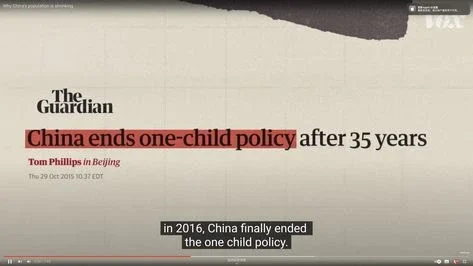 Why China's population is shrinking
Vox
The
Guardian
China ends one-child policy after 35 years
Tom Phillips in Beijing
Thu 29 Oct 2015 10.37 EDT
in 2016, China finally ended
the one child policy.